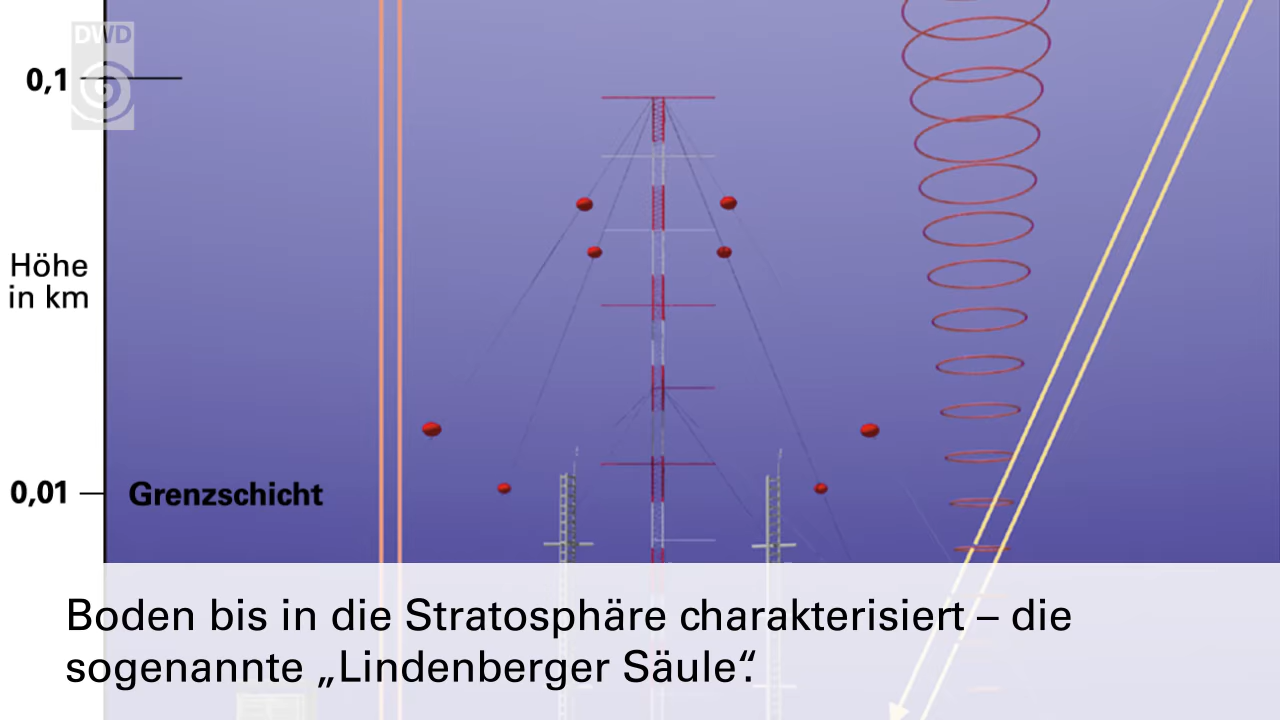 DWD
0,1
Höhe
in km
0,01
Grenzschicht
Boden bis in die Stratosphäre charakterisiert – die
sogenannte „Lindenberger Säule“.